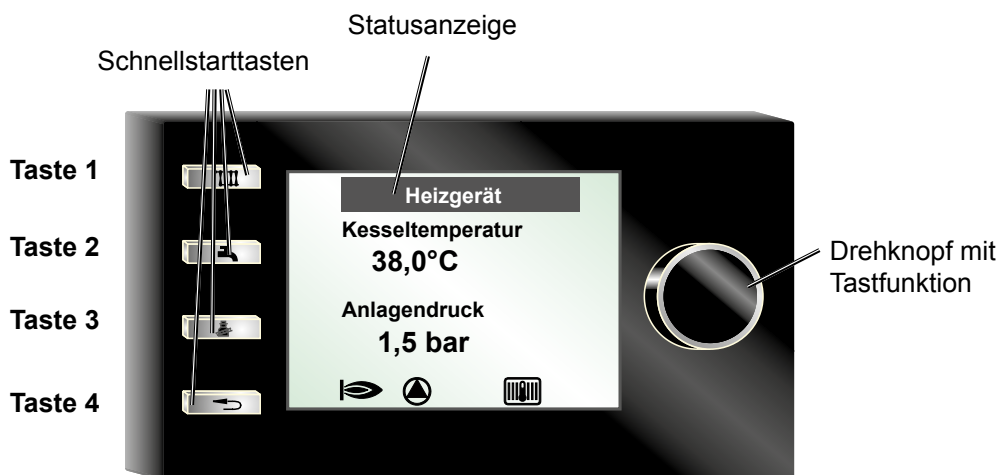 Statusanzeige
Schnellstarttasten
Taste 1
Heizgerät
Kesseltemperatur
Taste 2
38,0°C
Drehknopf mit
Tastfunktion
Taste 3
Anlagendruck
1,5 bar
Taste 4